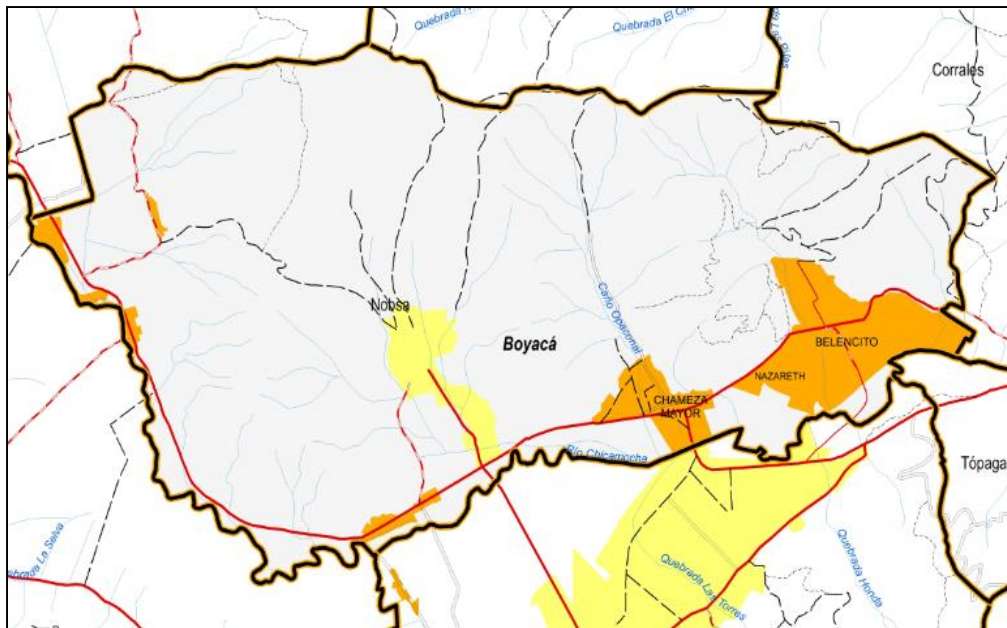 Quebrada El
Corrales
Nobsa
Caño Opaconal
Boyacá
BELENCITO
NAZARETH
CHAMEZA
MAYOR
Río Chicamocha
Tópaga
Quebrada La Selva
Quebrada Las Torres
Quebrada Honda